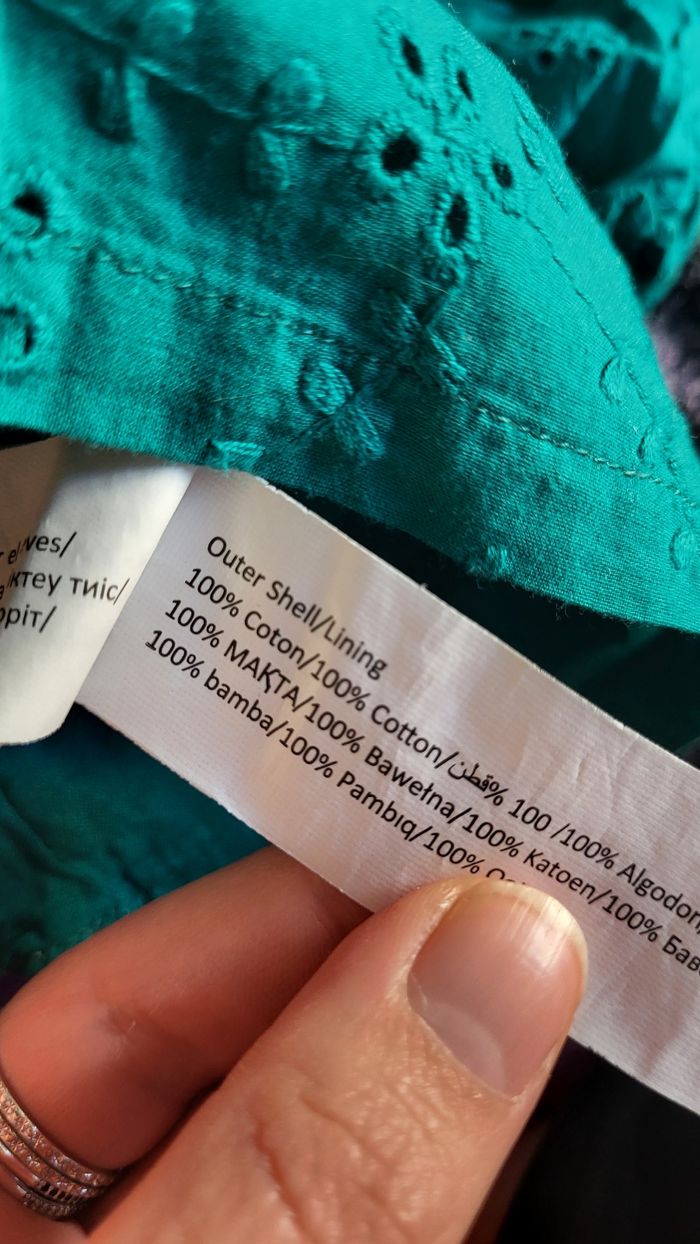 тиіс/
Outer Shell/Lining
100% Coton/100% Cotton/قطن% 100 /100% Algodon
100% МАҚТА/100% Bawełna/100% Katoen/100% Бав
100% bamba/100% Pambıq/100%